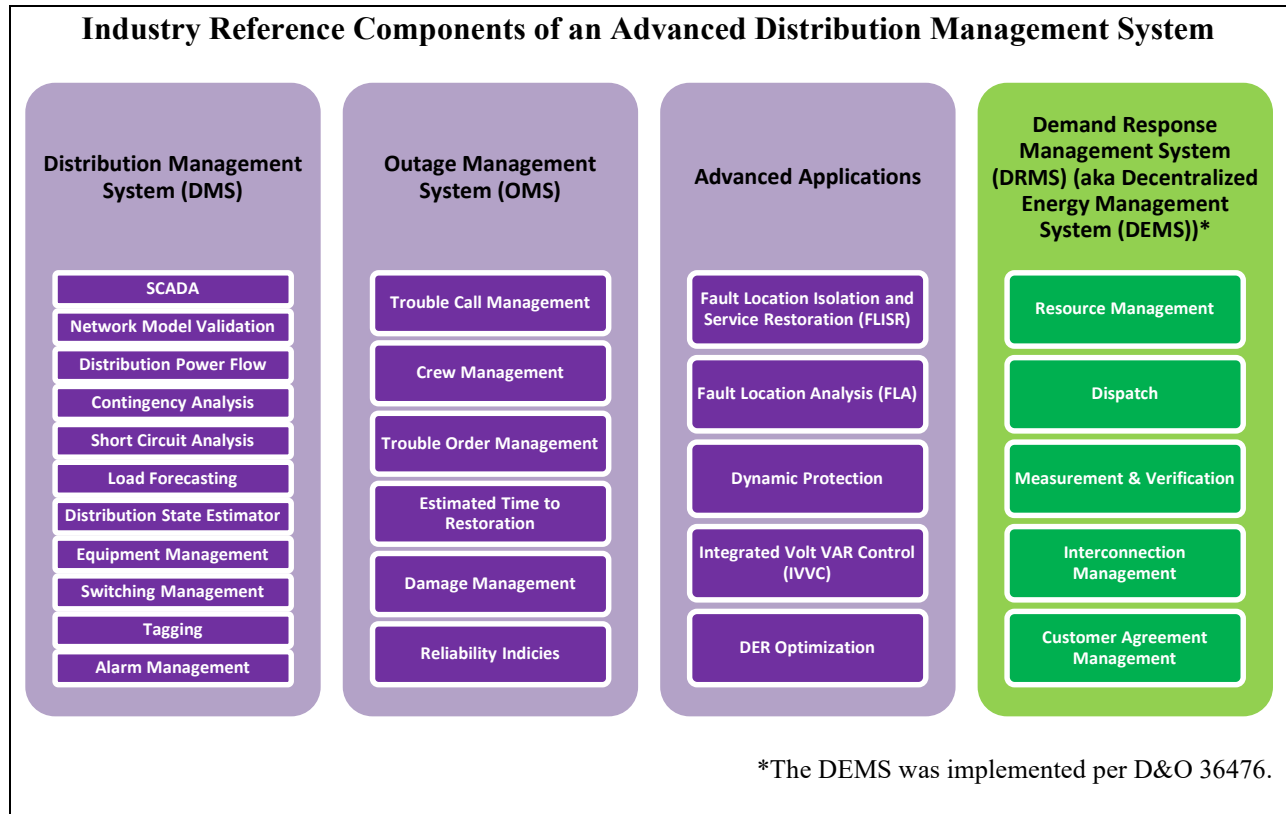 Industry Reference Components of an Advanced Distribution Management System
Distribution Management
System (DMS)
SCADA
Network Model Validation
Distribution Power Flow
Contingency Analysis
Short Circuit Analysis
Load Forecasting
Distribution State Estimator
Equipment Management
Switching Management
Tagging
Alarm Management
Outage Management
System (OMS)
Trouble Call Management
Crew Management
Trouble Order Management
Estimated Time to
Restoration
Damage Management
Reliability Indicies
Advanced Applications
Fault Location Isolation and
Service Restoration (FLISR)
Fault Location Analysis (FLA)
Dynamic Protection
Integrated Volt VAR Control
(IVVC)
DER Optimization
Demand Response
Management System
(DRMS) (aka Decentralized
Energy Management
System (DEMS))*
Resource Management
Dispatch
Measurement & Verification
Interconnection
Management
Customer Agreement
Management
*The DEMS was implemented per D&O 36476.